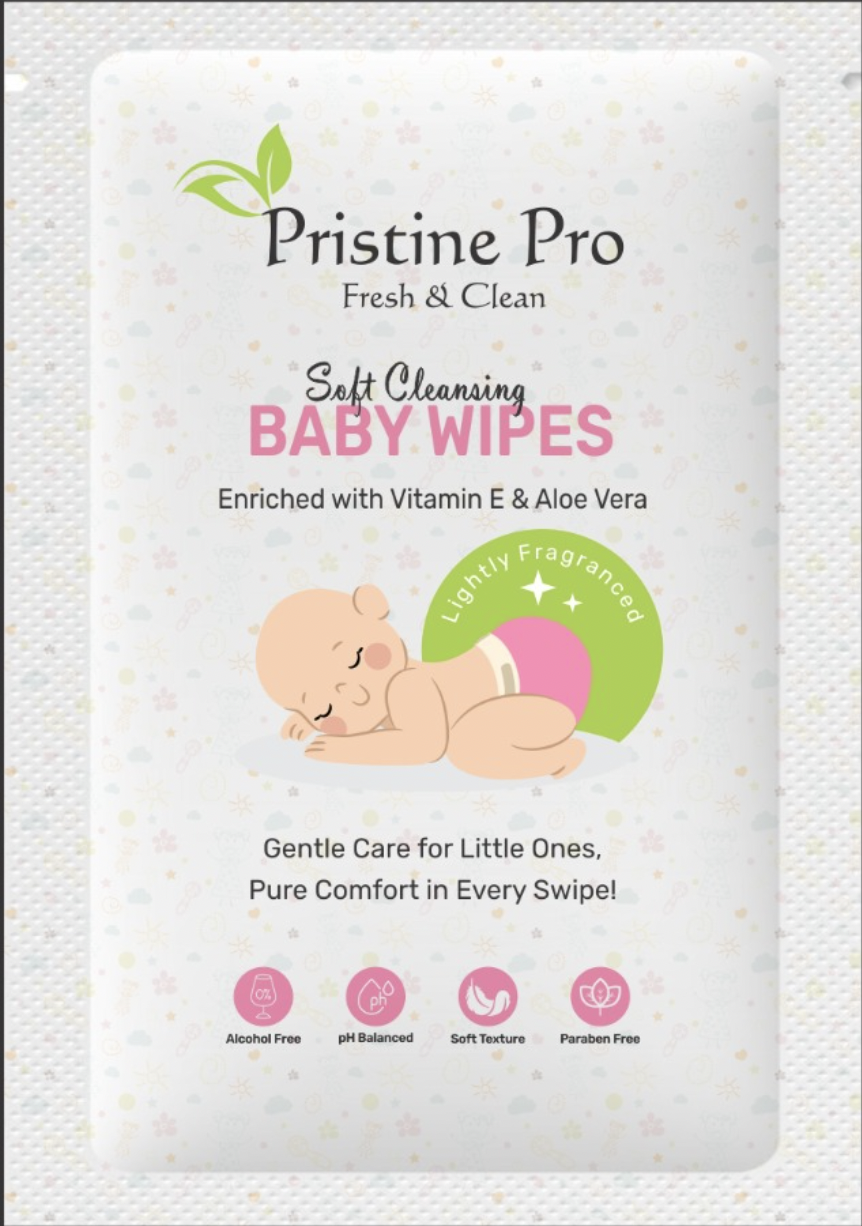 Pristine Pro
Fresh & Clean
Soft Cleansing
BABY WIPES
Enriched with Vitamin E & Aloe Vera
Lightly Fragranced
Gentle Care for Little Ones,
Pure Comfort in Every Swipe!
0%
ph
Alcohol Free
pH Balanced
Soft Texture
Paraben Free